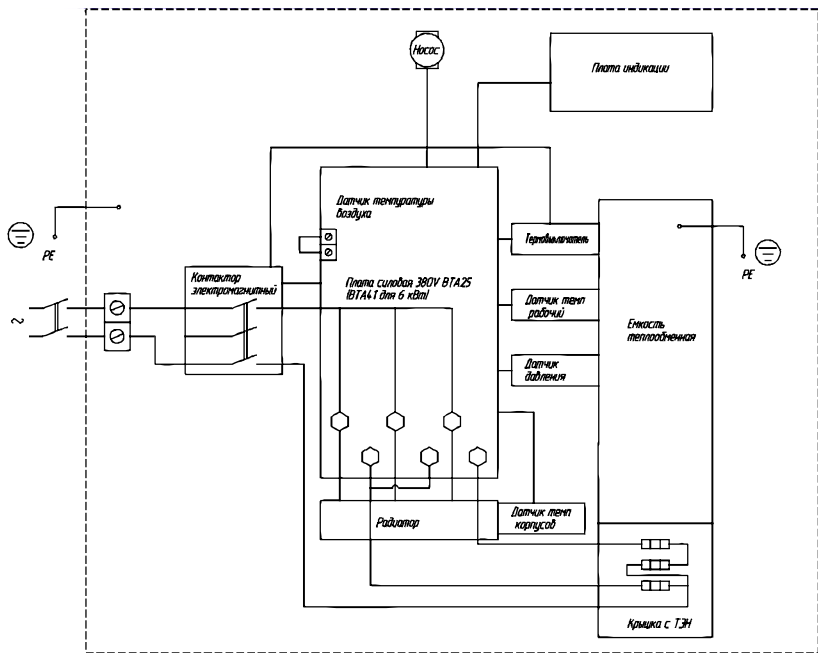 Насос
Плата индикации
Датчик темпуратуры
воздуха
Термовыключатель
PE
PE
Контактор
электромагнитный
Плата силовая 380V BTA25
(BTA41 для 6 кВт)
Датчик темп
рабочий
Емкость
теплообменная
~
Датчик
давления
Радиатор
Датчик темп
корпусов
Крышка с ТЭН